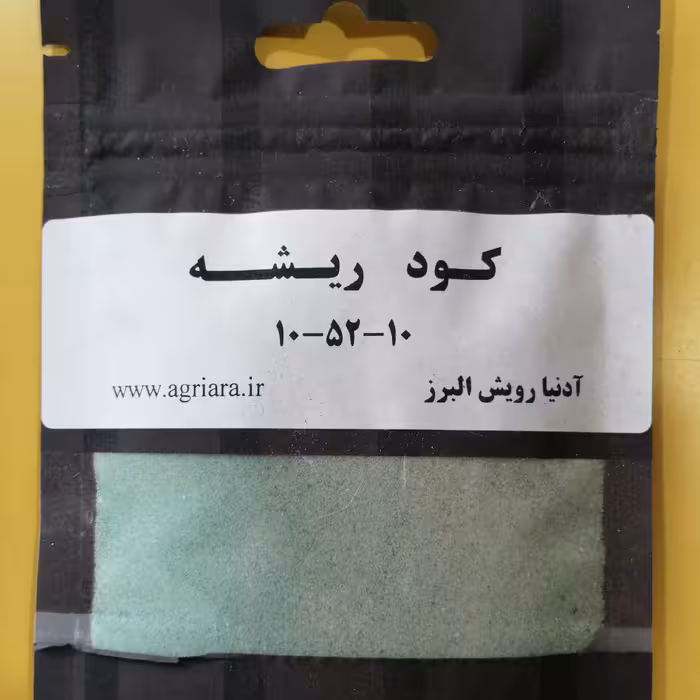 کود ریشه
۱۰-۵۲-۱۰
آدنیا رویش البرز
www.agriara.ir